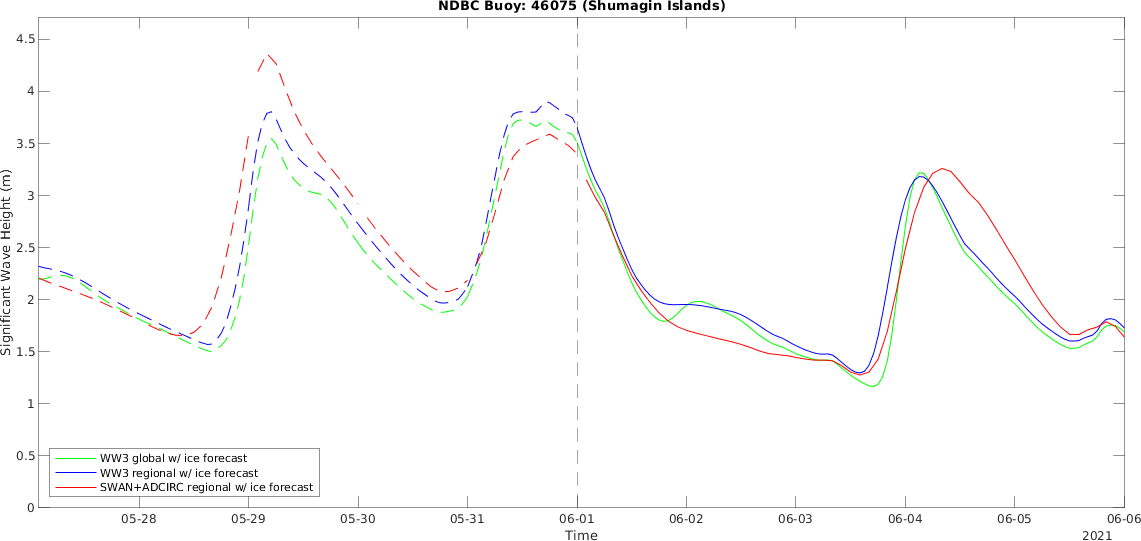 NDBC Buoy: 46075 (Shumagin Islands)
Significant Wave Height (m)
4.5
4
3.5
3
2.5
2
1.5
1
0.5
0
WW3 global w/ ice forecast
WW3 regional w/ ice forecast
SWAN+ADCIRC regional w/ ice forecast
05-28 05-29 05-30 05-31 06-01 06-02 06-03 06-04 06-05 06-06
Time
2021